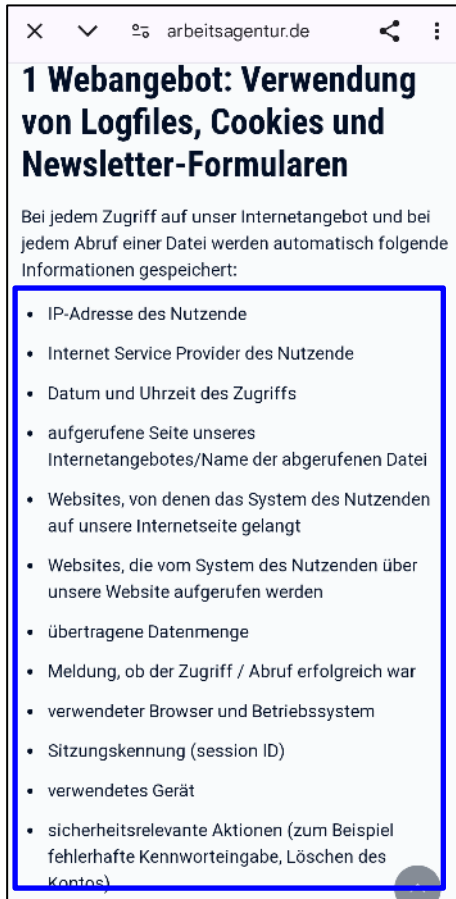 arbeitsagentur.de
1 Webangebot: Verwendung
von Logfiles, Cookies und
Newsletter-Formularen
Bei jedem Zugriff auf unser Internetangebot und bei
jedem Abruf einer Datei werden automatisch folgende
Informationen gespeichert:
• IP-Adresse des Nutzende
• Internet Service Provider des Nutzende
• Datum und Uhrzeit des Zugriffs
• aufgerufene Seite unseres
Internetangebotes/Name der abgerufenen Datei
• Websites, von denen das System des Nutzenden
auf unsere Internetseite gelangt
• Websites, die vom System des Nutzenden über
unsere Website aufgerufen werden
• übertragene Datenmenge
• Meldung, ob der Zugriff / Abruf erfolgreich war
• verwendeter Browser und Betriebssystem
• Sitzungskennung (session ID)
• verwendetes Gerät
• sicherheitsrelevante Aktionen (zum Beispiel
fehlerhafte Kennworteingabe, Löschen des
Kontos)